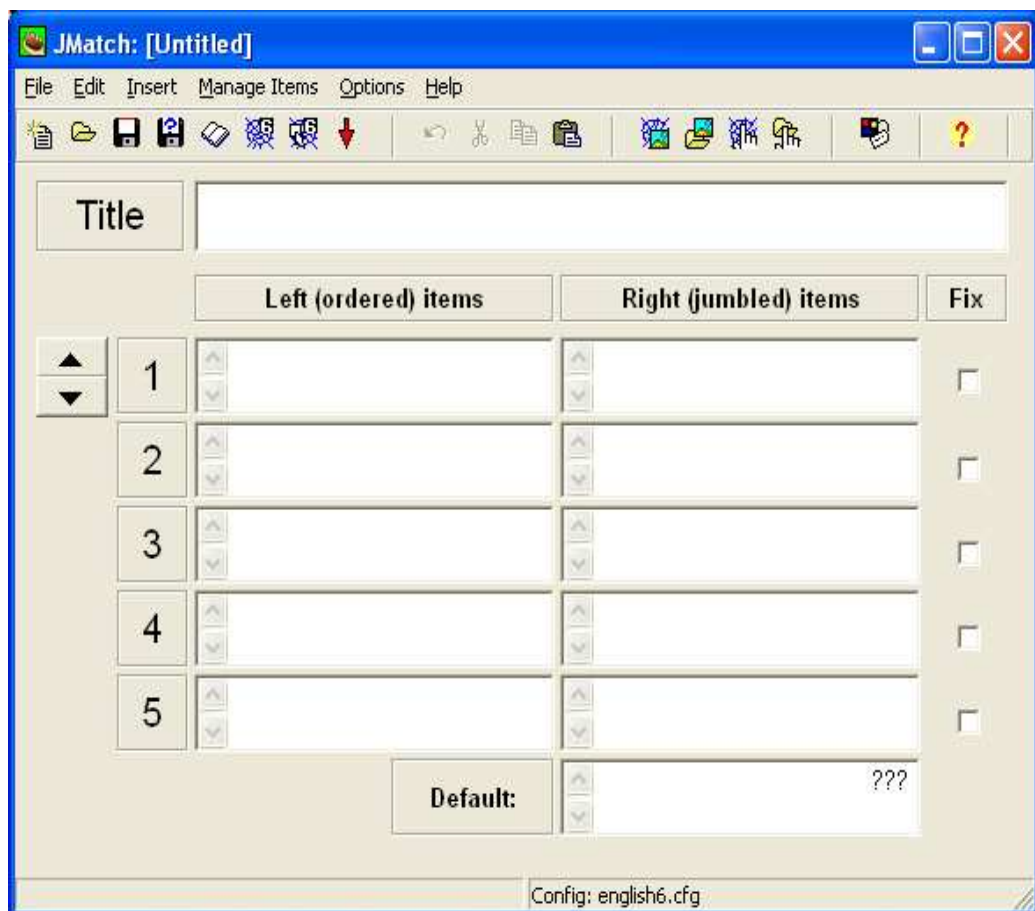 JMatch: [Untitled]
File Edit Insert Manage Items Options Help
Title
Left (ordered) items Right (jumbled) items Fix
1
2
3
4
5
Default: ???
Config: english6.cfg